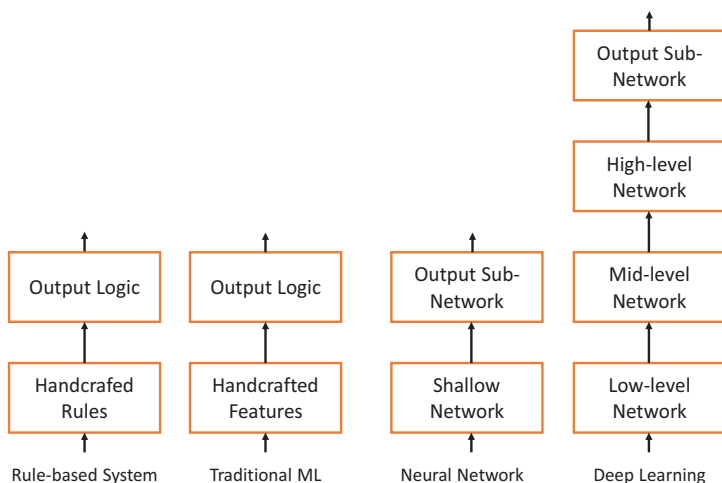 Output Sub-
Network
High-level
Network
Output Logic
Output Logic
Output Sub-
Network
Mid-level
Network
Handcrafed
Rules
Handcrafted
Features
Shallow
Network
Low-level
Network
Rule-based System
Traditional ML
Neural Network
Deep Learning